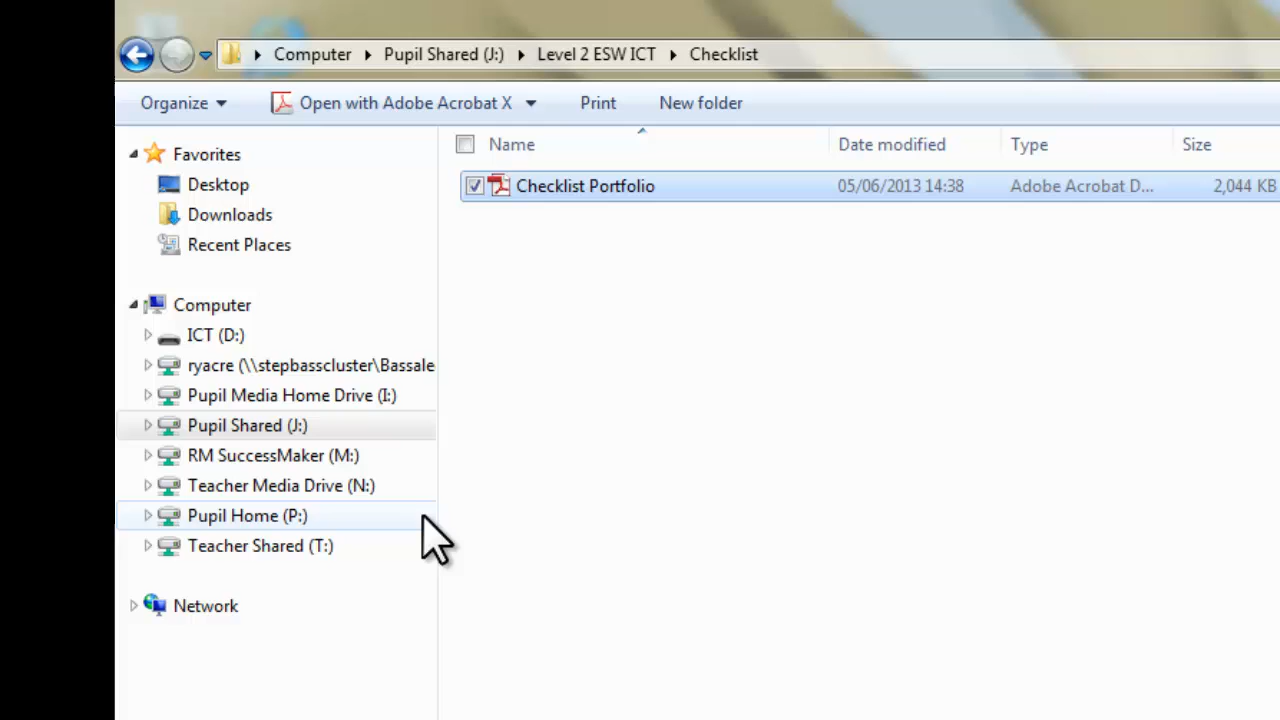 Computer Pupil Shared (J:) Level 2 ESW ICT Checklist
Organize Open with Adobe Acrobat X Print New folder
Name Date modified Type Size
Checklist Portfolio 05/06/2013 14:38 Adobe Acrobat D... 2,044 KB
Favorites
Desktop
Downloads
Recent Places
Computer
ICT (D:)
ryacre (\\stepbasscluster\Bassale
Pupil Media Home Drive (I:)
Pupil Shared (J:)
RM SuccessMaker (M:)
Teacher Media Drive (N:)
Pupil Home (P:)
Teacher Shared (T:)
Network